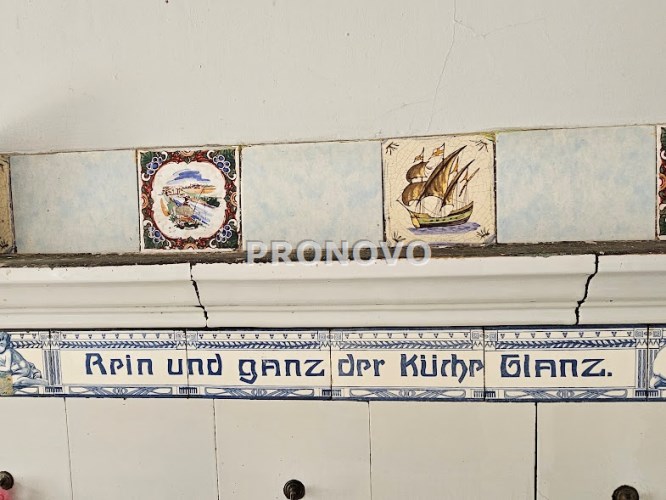 PRONOVO
Rein und ganz der Küche Glanz.